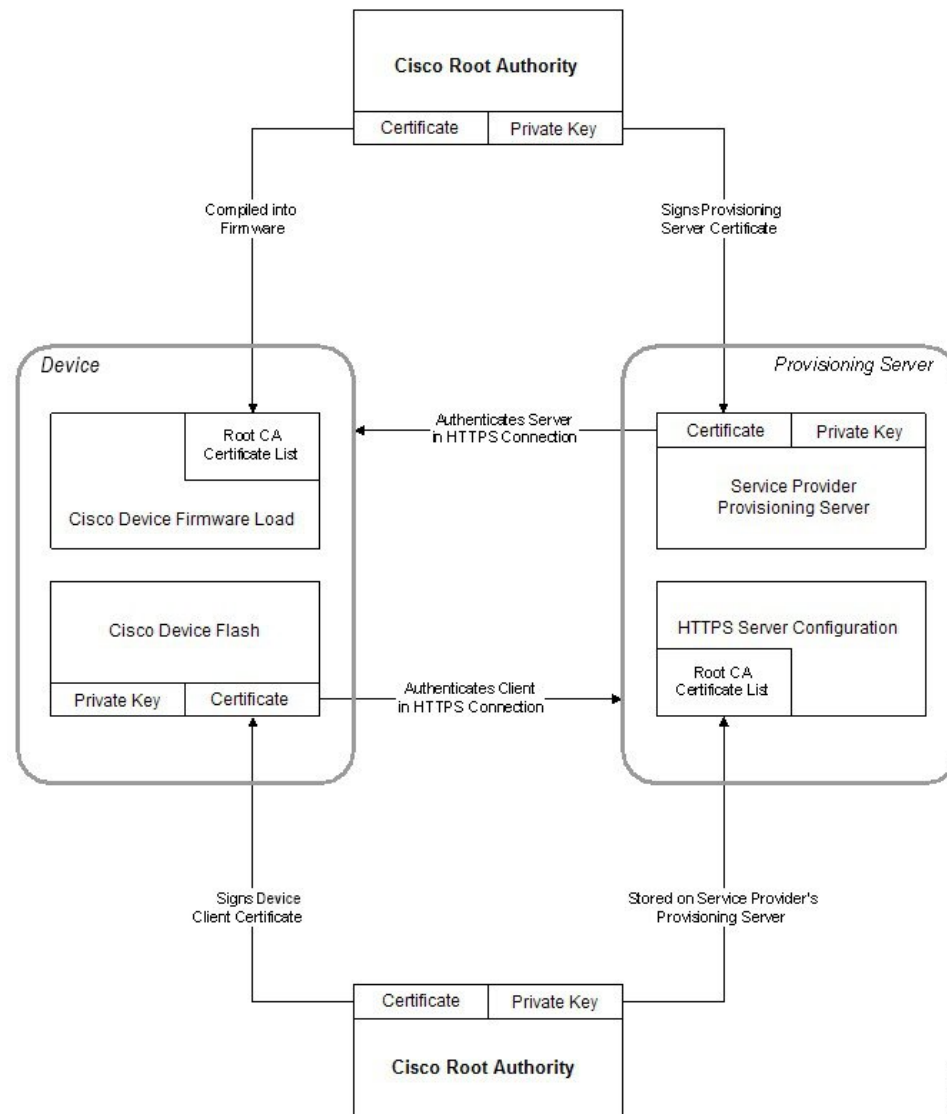 Cisco Root Authority
Certificate
Private Key
Compiled into
Firmware
Signs Provisioning
Server Certificate
Device
Provisioning Server
Root CA
Certificate List
Cisco Device Firmware Load
Authenticates Server
in HTTPS Connection
Certificate
Private Key
Service Provider
Provisioning Server
Cisco Device Flash
Private Key
Certificate
Authenticates Client
in HTTPS Connection
HTTPS Server Configuration
Root CA
Certificate List
Signs Device
Client Certificate
Stored on Service Provider's
Provisioning Server
Certificate
Private Key
Cisco Root Authority